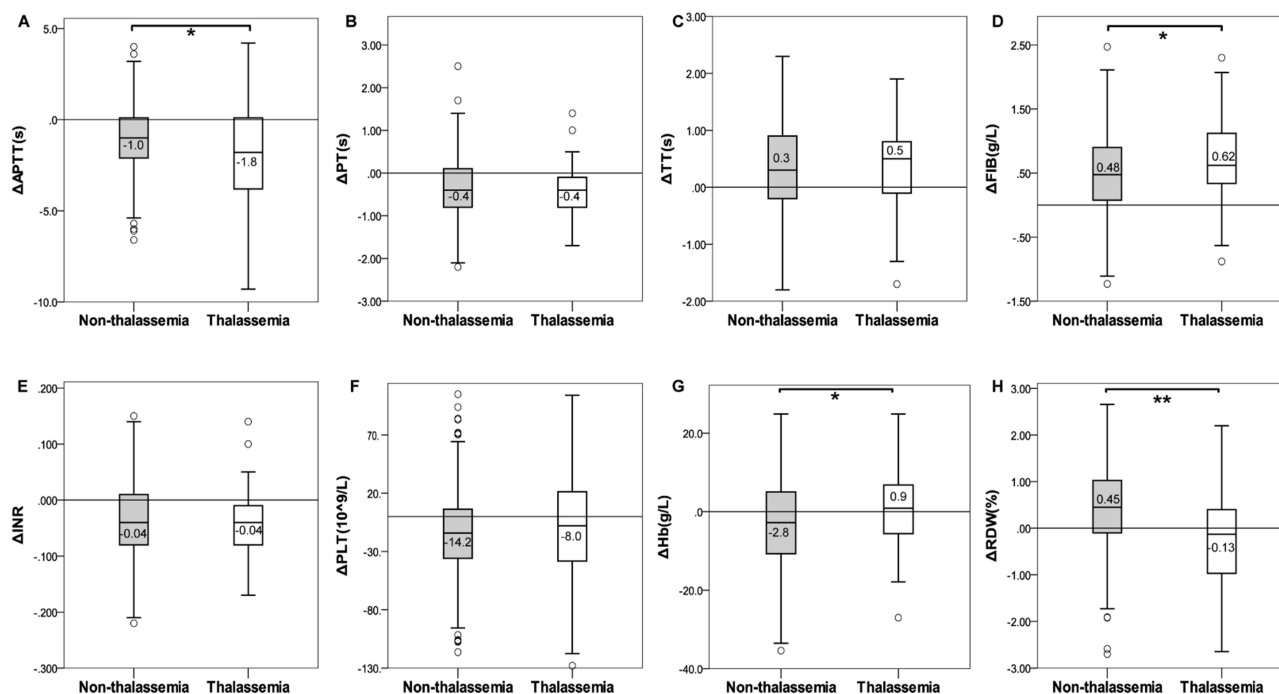 A
*
ΔAPTT(s)
5.0
.0
-5.0
-10.0
-1.0
-1.8
Non-thalassemia Thalassemia
B
ΔPT(s)
3.00
2.00
1.00
.00
-1.00
-2.00
-3.00
-0.4
-0.4
Non-thalassemia Thalassemia
C
ΔTT(s)
3.00
2.00
1.00
.00
-1.00
-2.00
0.3
0.5
Non-thalassemia Thalassemia
D
*
ΔFIB(g/L)
2.50
1.50
.50
-.50
-1.50
0.48
0.62
Non-thalassemia Thalassemia
E
ΔINR
.200
.100
.000
-.100
-.200
-.300
-0.04
-0.04
Non-thalassemia Thalassemia
F
ΔPLT(10^9/L)
70.
20.
-30.
-80.
-130.
-14.2
-8.0
Non-thalassemia Thalassemia
G
*
ΔHb(g/L)
20.0
.0
-20.0
-40.0
-2.8
0.9
Non-thalassemia Thalassemia
H
**
ΔRDW(%)
3.00
2.00
1.00
.00
-1.00
-2.00
-3.00
0.45
-0.13
Non-thalassemia Thalassemia